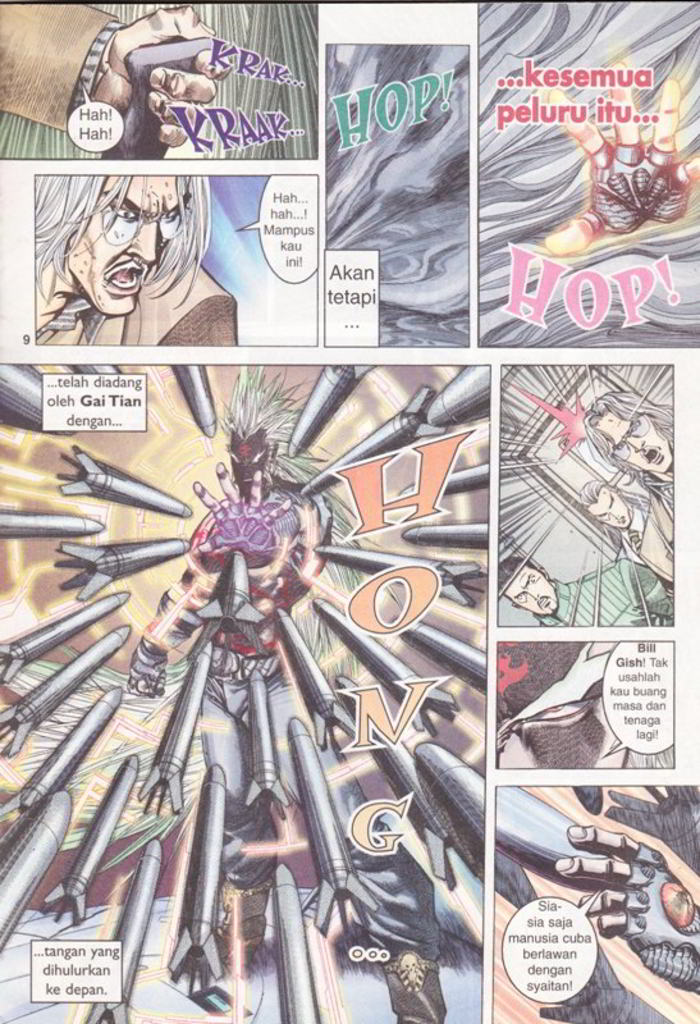 KRAK...
KRAAK...
Hah!
Hah!
Hah...
hah...!
Mampus
kau
ini!
9
HOP!
Akan
tetapi
...
...kesemua
peluru itu...
HOP!
...telah diadang
oleh Gai Tian
dengan...
HONG
...
...tangan yang
dihulurkan
ke depan.
Bill
Gish! Tak
usahlah
kau buang
masa dan
tenaga
lagi!
Sia-
sia saja
manusia cuba
berlawan
dengan
syaitan!